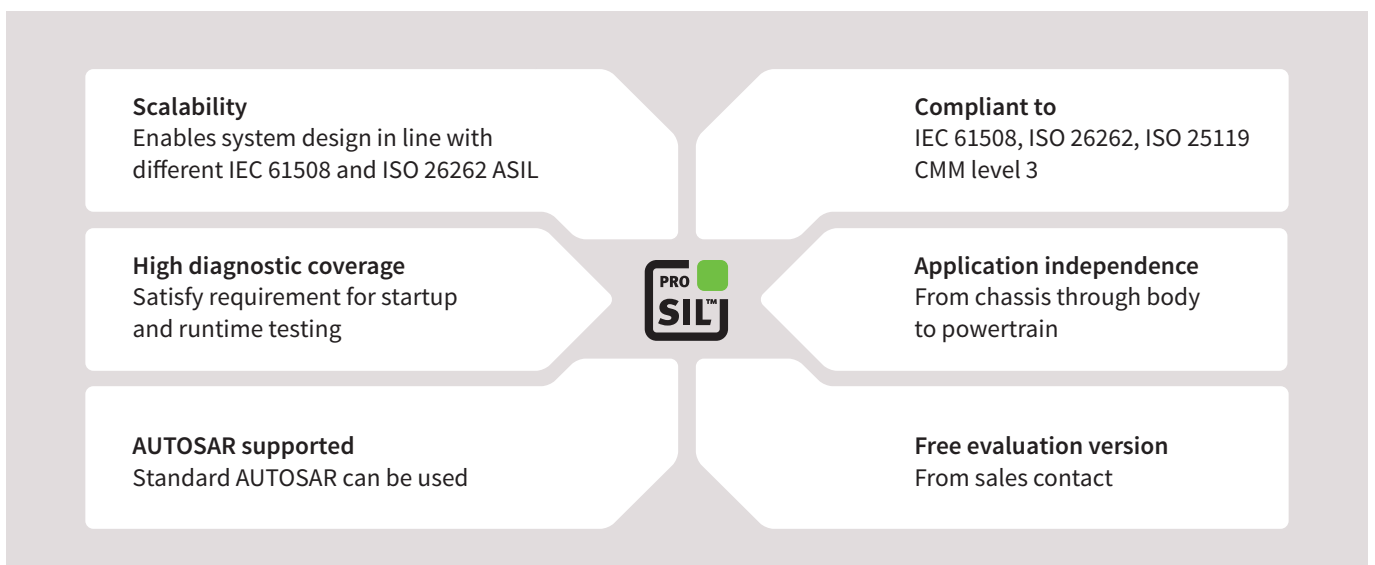 Scalability
Enables system design in line with
different IEC 61508 and ISO 26262 ASIL
High diagnostic coverage
Satisfy requirement for startup
and runtime testing
AUTOSAR supported
Standard AUTOSAR can be used
PRO
SIL™
Compliant to
IEC 61508, ISO 26262, ISO 25119
CMM level 3
Application independence
From chassis through body
to powertrain
Free evaluation version
From sales contact